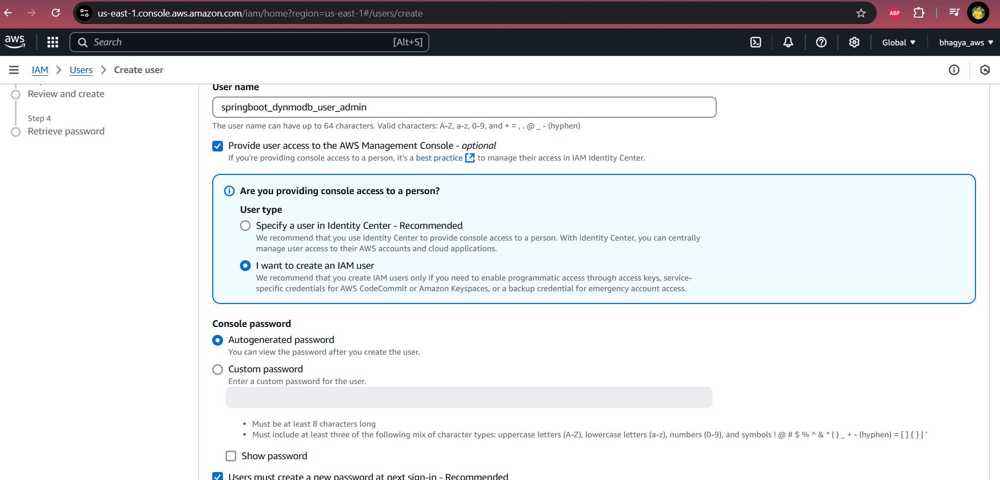 us-east-1.console.aws.amazon.com/iam/home?region=us-east-1#/users/create
ABP
aws
Search [Alt+S]
Global
bhagya_aws
IAM
Users
Create user
Review and create
Step 4
Retrieve password
User name
springboot_dynmodb_user_admin
The user name can have up to 64 characters. Valid characters: A-Z, a-z, 0-9, and + = , . @ _ - (hyphen)
Provide user access to the AWS Management Console - optional
If you're providing console access to a person, it's a best practice to manage their access in IAM Identity Center.
Are you providing console access to a person?
User type
Specify a user in Identity Center - Recommended
We recommend that you use Identity Center to provide console access to a person. With Identity Center, you can centrally
manage user access to their AWS accounts and cloud applications.
I want to create an IAM user
We recommend that you create IAM users only if you need to enable programmatic access through access keys, service-
specific credentials for AWS CodeCommit or Amazon Keyspaces, or a backup credential for emergency account access.
Console password
Autogenerated password
You can view the password after you create the user.
Custom password
Enter a custom password for the user.
• Must be at least 8 characters long
• Must include at least three of the following mix of character types: uppercase letters (A-Z), lowercase letters (a-z), numbers (0-9), and symbols ! @ # $ % ^ & * ( ) _ + - (hyphen) = [ ] { } | '
Show password
Users must create a new password at next sign-in - Recommended